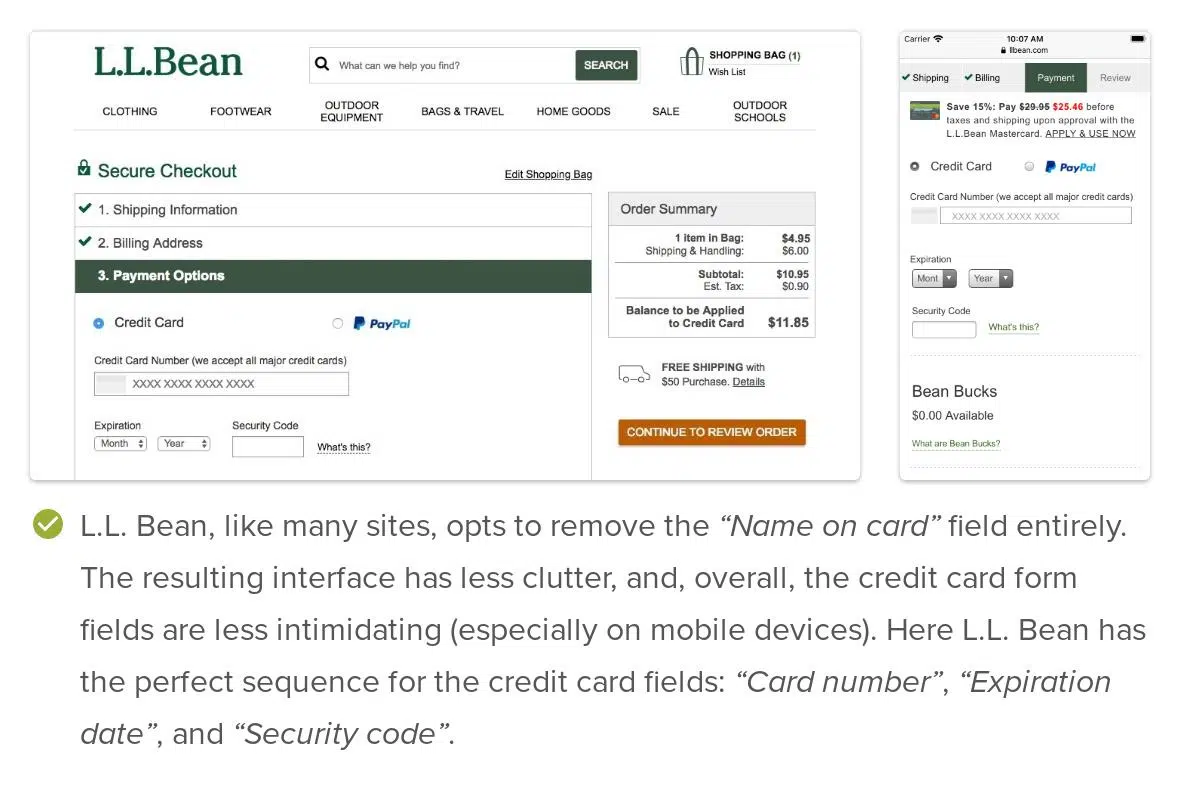 L.L.Bean
What can we help you find?
SEARCH
SHOPPING BAG (1)
Wish List
CLOTHING
FOOTWEAR
OUTDOOR
EQUIPMENT
BAGS & TRAVEL
HOME GOODS
SALE
OUTDOOR
SCHOOLS
Secure Checkout
Edit Shopping Bag
1. Shipping Information
2. Billing Address
3. Payment Options
Credit Card
PayPal
Credit Card Number (we accept all major credit cards)
XXXX XXXX XXXX XXXX
Expiration
Security Code
Month
Year
What's this?
Order Summary
1 item in Bag: $4.95
Shipping & Handling: $6.00
Subtotal: $10.95
Est. Tax: $0.90
Balance to be Applied
to Credit Card $11.85
FREE SHIPPING with
$50 Purchase. Details
CONTINUE TO REVIEW ORDER
Carrier
10:07 AM
llbean.com
Shipping
Billing
Payment
Review
Save 15%: Pay $29.95 $25.46 before
taxes and shipping upon approval with the
L.L.Bean Mastercard. APPLY & USE NOW
Credit Card
PayPal
Credit Card Number (we accept all major credit cards)
XXXX XXXX XXXX XXXX
Expiration
Mont
Year
Security Code
What's this?
Bean Bucks
$0.00 Available
What are Bean Bucks?
L.L. Bean, like many sites, opts to remove the “Name on card” field entirely.
The resulting interface has less clutter, and, overall, the credit card form
fields are less intimidating (especially on mobile devices). Here L.L. Bean has
the perfect sequence for the credit card fields: “Card number”, “Expiration
date”, and “Security code”.